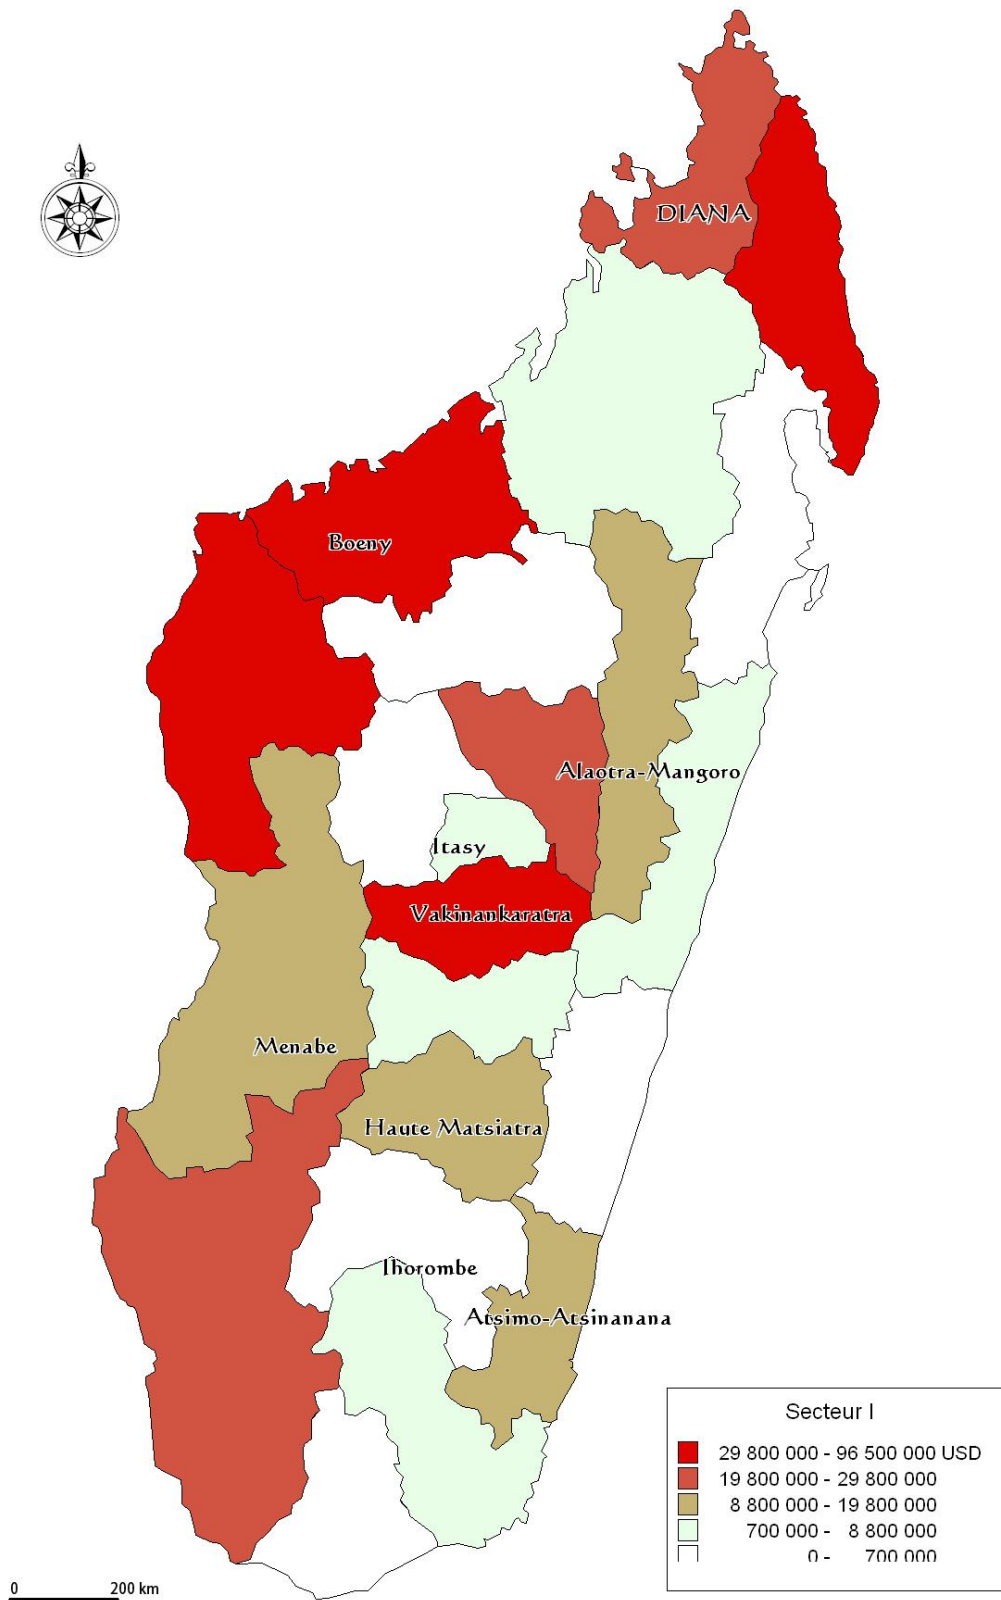 DIANA
Boeny
Alaotra-Mangoro
Itasy
Vakinankaratra
Menabe
Haute Matsiatra
Ihorombe
Atsimo-Atsinanana
Secteur I
29 800 000 - 96 500 000 USD
19 800 000 - 29 800 000
8 800 000 - 19 800 000
700 000 - 8 800 000
0 - 700 000
0 200 km